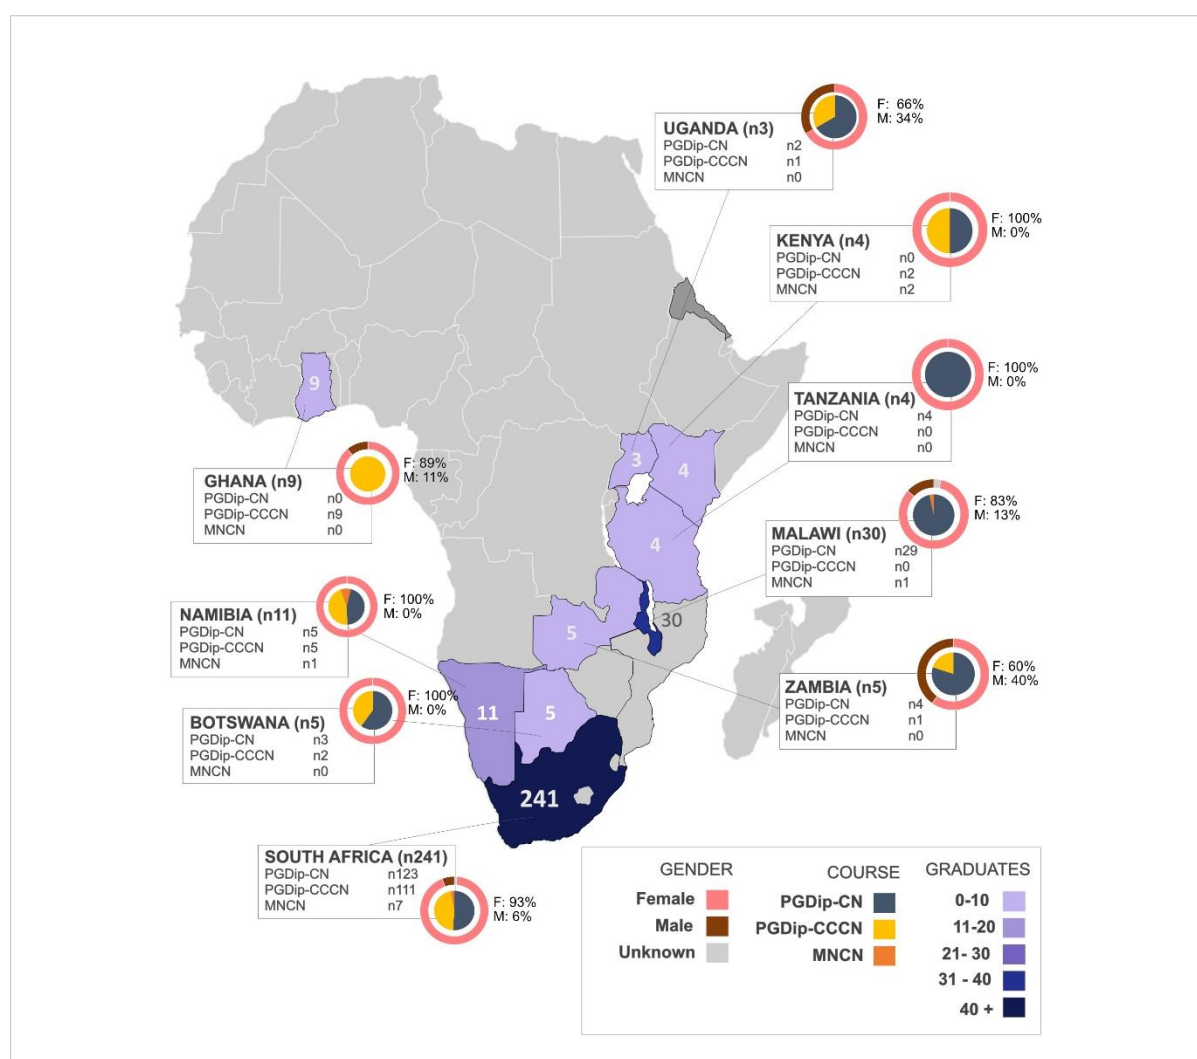 UGANDA (n3)
PGDip-CN n2
PGDip-CCCN n1
MNCN n0
F: 66%
M: 34%
KENYA (n4)
PGDip-CN n0
PGDip-CCCN n2
MNCN n2
F: 100%
M: 0%
TANZANIA (n4)
PGDip-CN n4
PGDip-CCCN n0
MNCN n0
F: 100%
M: 0%
9
3
4
4
GHANA (n9)
PGDip-CN n0
PGDip-CCCN n9
MNCN n0
F: 89%
M: 11%
MALAWI (n30)
PGDip-CN n29
PGDip-CCCN n0
MNCN n1
F: 83%
M: 13%
NAMIBIA (n11)
PGDip-CN n5
PGDip-CCCN n5
MNCN n1
F: 100%
M: 0%
5
30
ZAMBIA (n5)
PGDip-CN n4
PGDip-CCCN n1
MNCN n0
F: 60%
M: 40%
BOTSWANA (n5)
PGDip-CN n3
PGDip-CCCN n2
MNCN n0
F: 100%
M: 0%
11
5
241
SOUTH AFRICA (n241)
PGDip-CN n123
PGDip-CCCN n111
MNCN n7
F: 93%
M: 6%
GENDER
Female
Male
Unknown
COURSE
PGDip-CN
PGDip-CCCN
MNCN
GRADUATES
0-10
11-20
21- 30
31 - 40
40 +